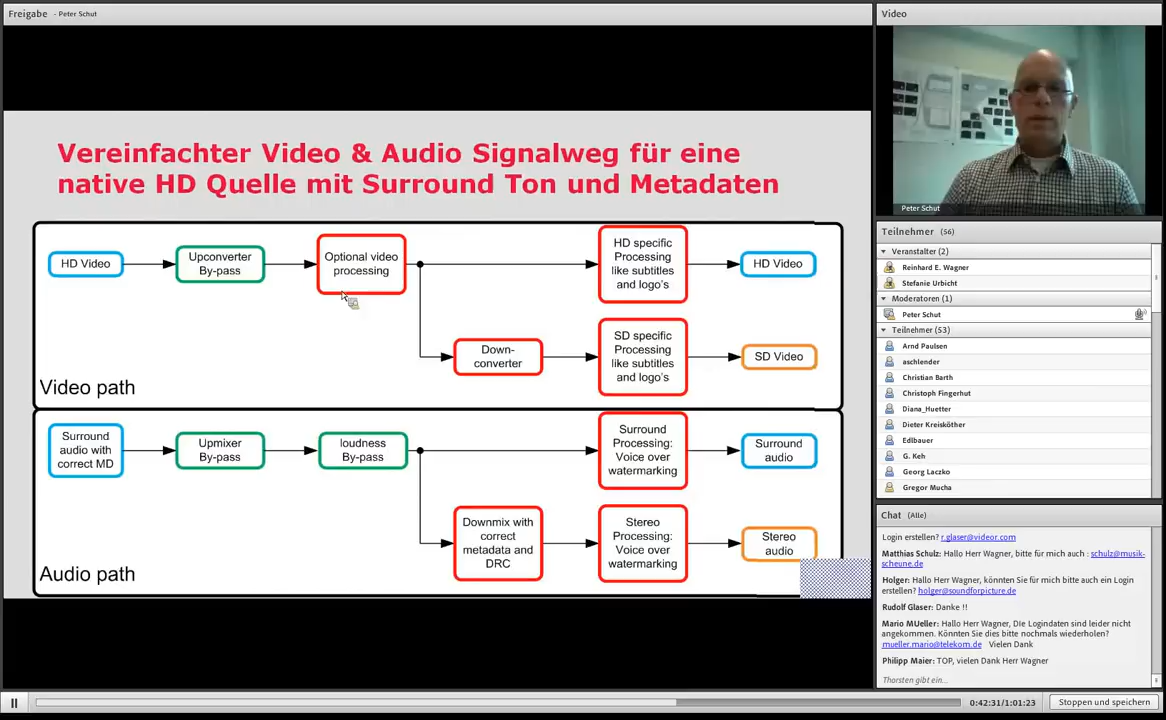 Freigabe - Peter Schut
Vereinfachter Video & Audio Signalweg für eine
native HD Quelle mit Surround Ton und Metadaten
HD Video
Upconverter
By-pass
Optional video
processing
HD specific
Processing
like subtitles
and logo's
HD Video
Down-
converter
SD specific
Processing
like subtitles
and logo's
SD Video
Video path
Surround
audio with
correct MD
Upmixer
By-pass
loudness
By-pass
Surround
Processing:
Voice over
watermarking
Surround
audio
Downmix with
correct
metadata and
DRC
Stereo
Processing:
Voice over
watermarking
Stereo
audio
Audio path
Video
Peter Schut
Teilnehmer (56)
Veranstalter (2)
Reinhard E. Wagner
Stefanie Urbicht
Moderatoren (1)
Peter Schut
Teilnehmer (53)
Arnd Paulsen
aschlender
Christian Barth
Christoph Fingerhut
Diana_Huetter
Dieter Kreisköther
Edlbauer
G. Keh
Georg Laczko
Gregor Mucha
Chat (Alle)
Login erstellen? r.glaser@videor.com
Matthias Schulz: Hallo Herr Wagner, bitte für mich auch : schulz@musik-
scheune.de
Holger: Hallo Herr Wagner, könnten Sie für mich bitte auch ein Login
erstellen? holger@soundforpicture.de
Rudolf Glaser: Danke !!
Mario MUeller: Hallo Herr Wagner, DIe Logindaten sind leider nicht
angekommen. Könnten Sie dies bitte nochmals wiederholen?
mueller.mario@telekom.de Vielen Dank
Philipp Maier: TOP, vielen Dank Herr Wagner
Thorsten gibt ein...
0:42:31/1:01:23
Stoppen und speichern